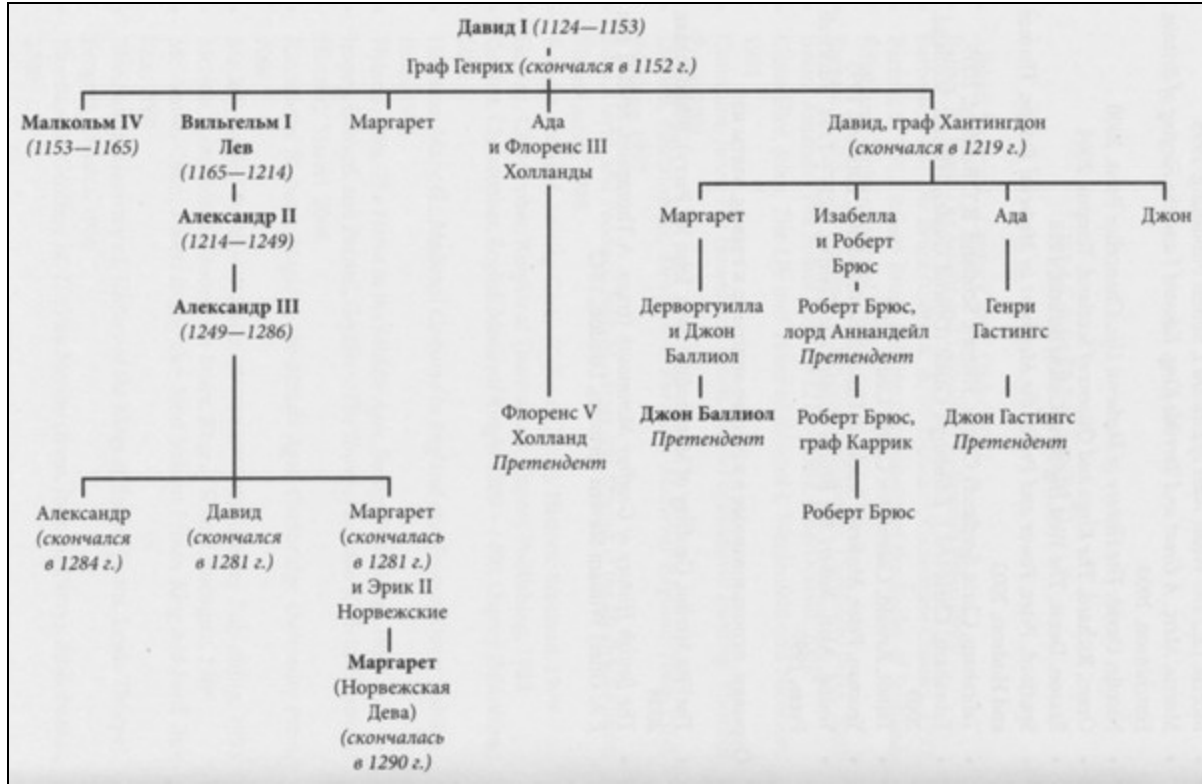 Давид I (1124—1153)
Граф Генрих (скончался в 1152 г.)
Малкольм IV
(1153—1165)
Вильгельм I
Лев
(1165—1214)
Маргарет
Ада
и Флоренс III
Холланды
Давид, граф Хантингдон
(скончался в 1219 г.)
Александр II
(1214—1249)
Александр III
(1249—1286)
Маргарет
Изабелла
и Роберт
Брюс
Ада
Джон
Дерворгуилла
и Джон
Баллиол
Роберт Брюс,
лорд Аннандейл
Претендент
Генри
Гастингс
Флоренс V
Холланд
Претендент
Джон Баллиол
Претендент
Роберт Брюс,
граф Каррик
Джон Гастингс
Претендент
Роберт Брюс
Александр
(скончался
в 1284 г.)
Давид
(скончался
в 1281 г.)
Маргарет
(скончалась
в 1281 г.)
и Эрик II
Норвежские
Маргарет
(Норвежская
Дева)
(скончалась
в 1290 г.)